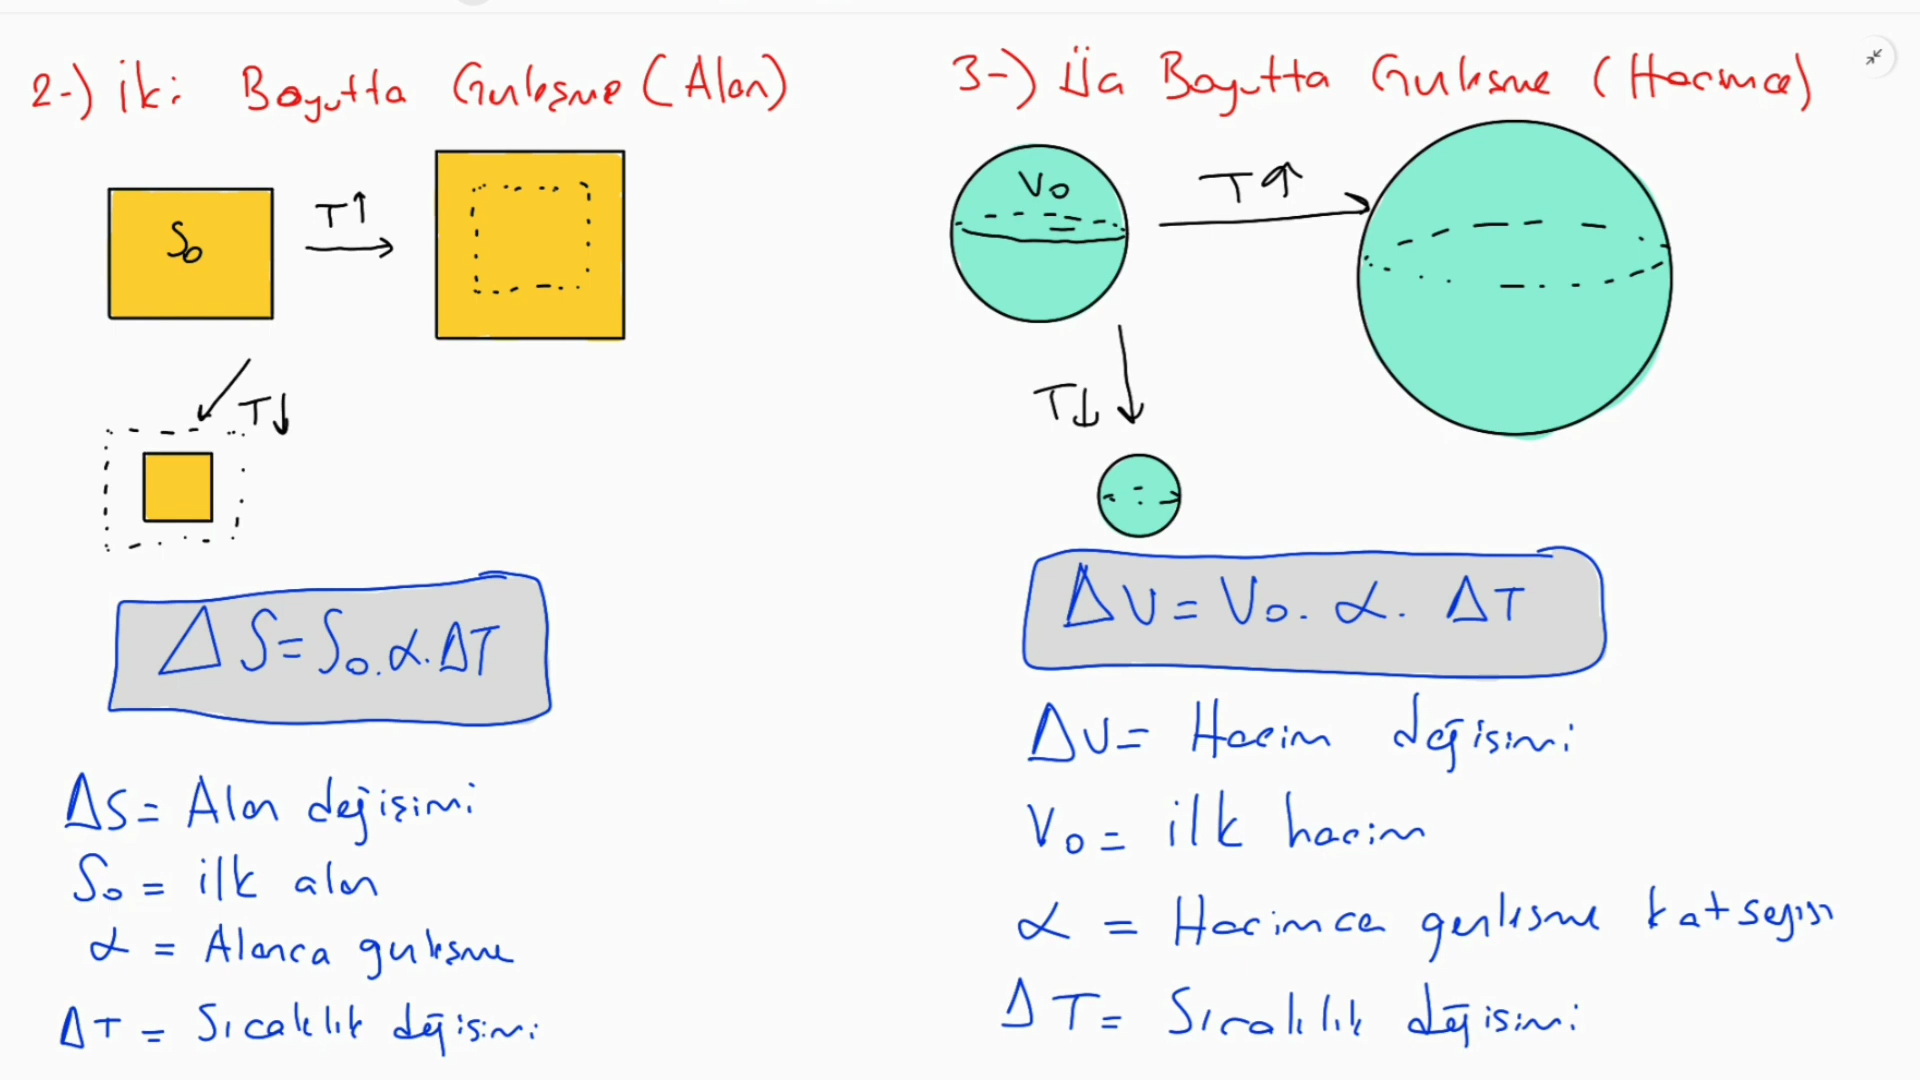 2-) iki Boyutta Genleşme (Alan)
S₀
T↑
T↓
ΔS = S₀.α.ΔT
ΔS = Alan değişimi
S₀ = ilk alan
α = Alanca genleşme
ΔT = Sıcaklık değişimi
3-) üç Boyutta Genleşme (Hacimce)
V₀
T↑
T↓
ΔV = V₀.α.ΔT
ΔV = Hacim değişimi
V₀ = ilk hacim
α = Hacimce genleşme katsayısı
ΔT = Sıcaklık değişimi